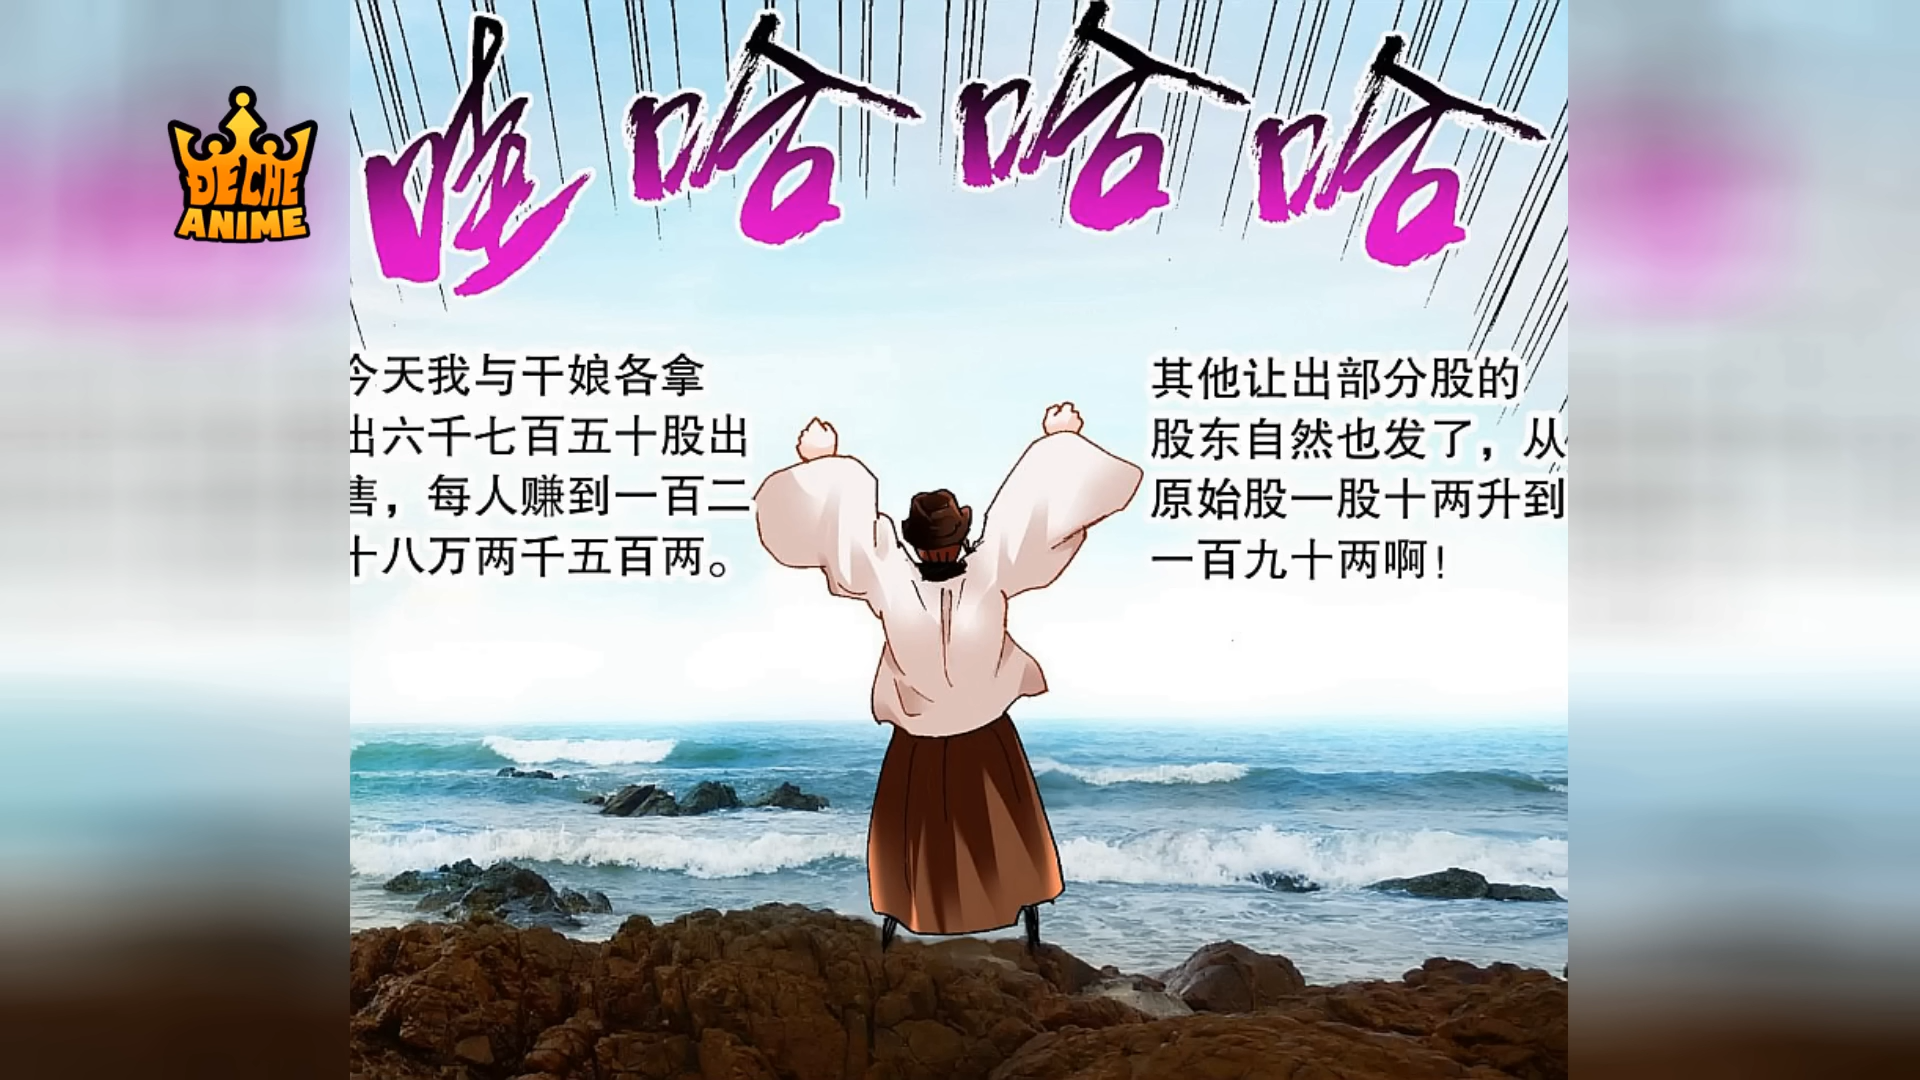 哇哈哈哈
ĐECHE
ANIME
今天我与干娘各拿
出六千七百五十股出
售，每人赚到一百二
十八万两千五百两。
其他让出部分股的
股东自然也发了，从
原始股一股十两升到
一百九十两啊！